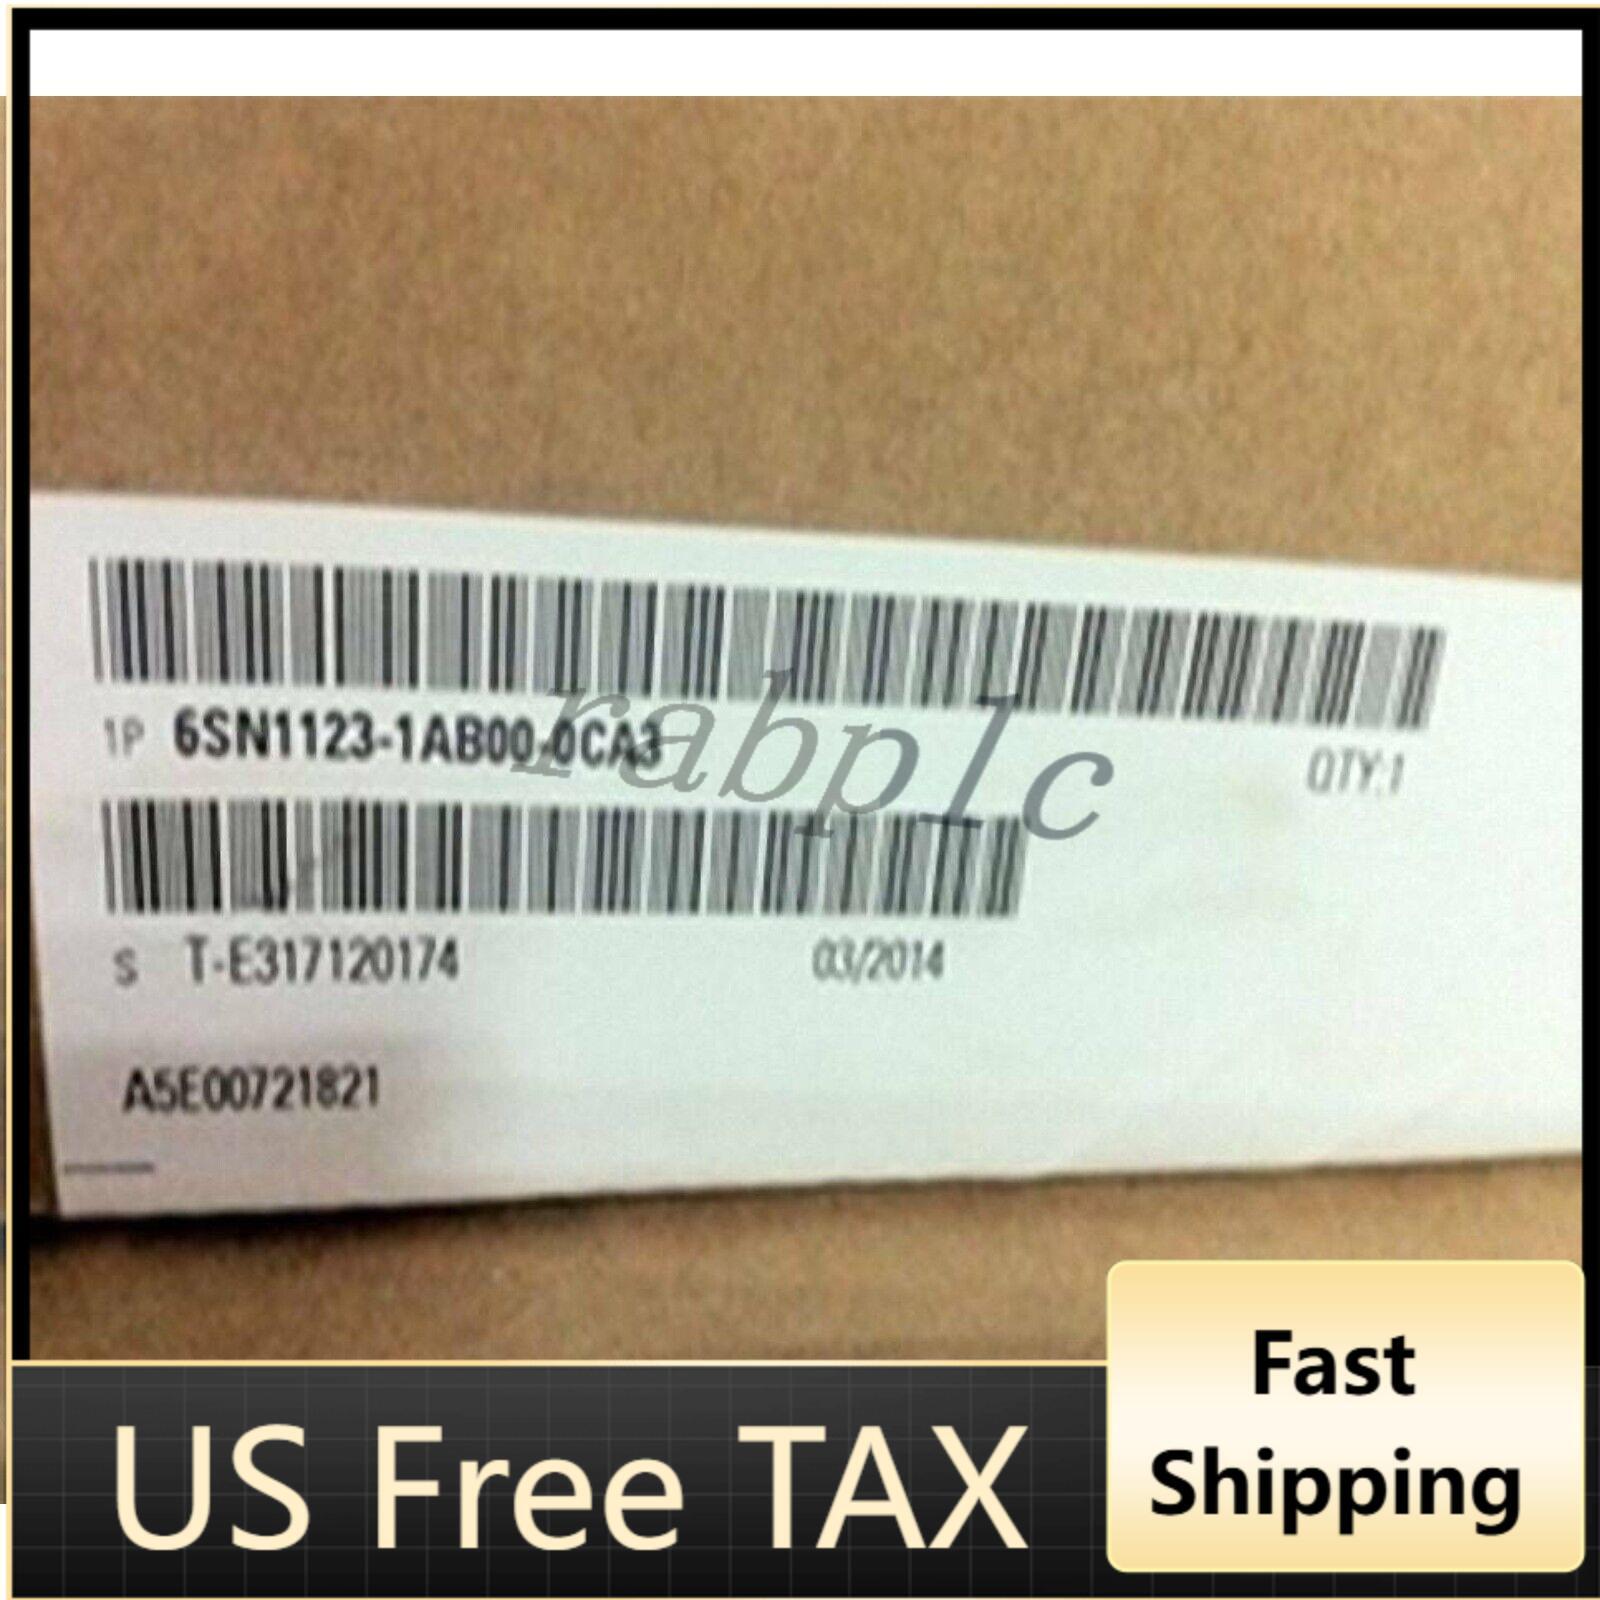 1P 6SN1123-1AB00-0CA3 QTY:1
rabplc
S T-E317120174 03/2014
A5E00721821
US Free TAX
Fast
Shipping